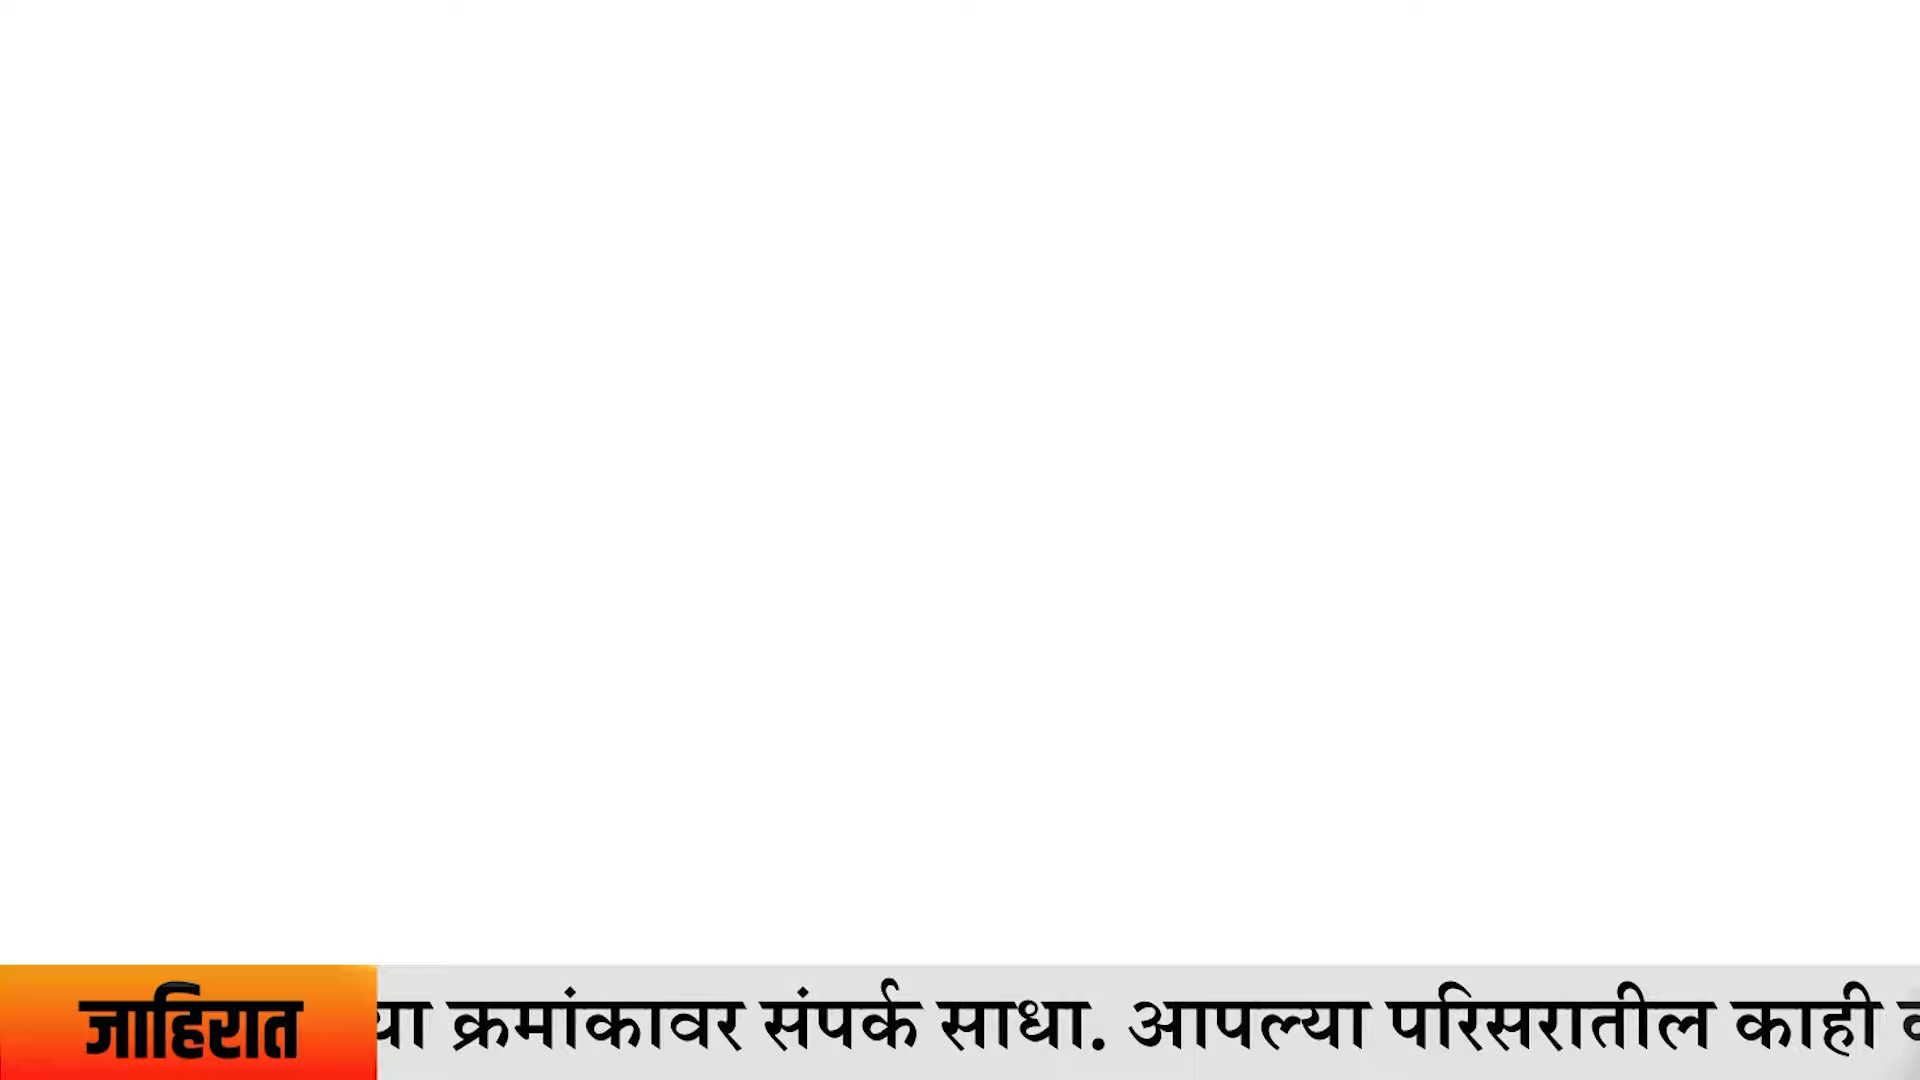 जाहिरात
या क्रमांकावर संपर्क साधा. आपल्या परिसरातील काही